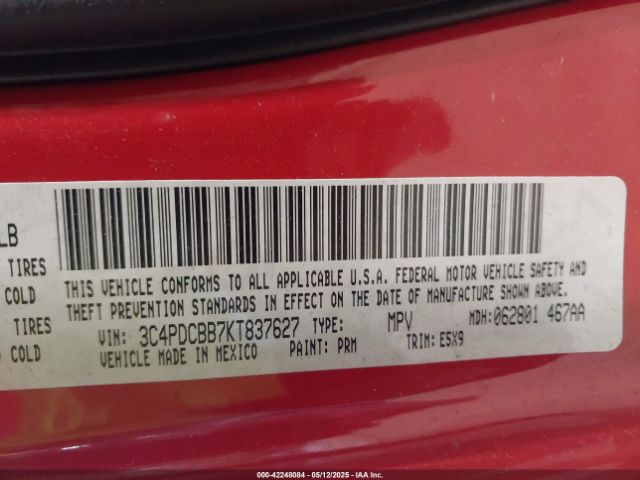 LB
TIRES
COLD
TIRES
COLD
THIS VEHICLE CONFORMS TO ALL APPLICABLE U.S.A. FEDERAL MOTOR VEHICLE SAFETY AND
THEFT PREVENTION STANDARDS IN EFFECT ON THE DATE OF MANUFACTURE SHOWN ABOVE.
VIN: 3C4PDCBB7KT837627 TYPE: MPV MDH:062801 467AA
VEHICLE MADE IN MEXICO PAINT: PRM TRIM: E5X9
000-42248084 - 05/12/2025 - IAA Inc.